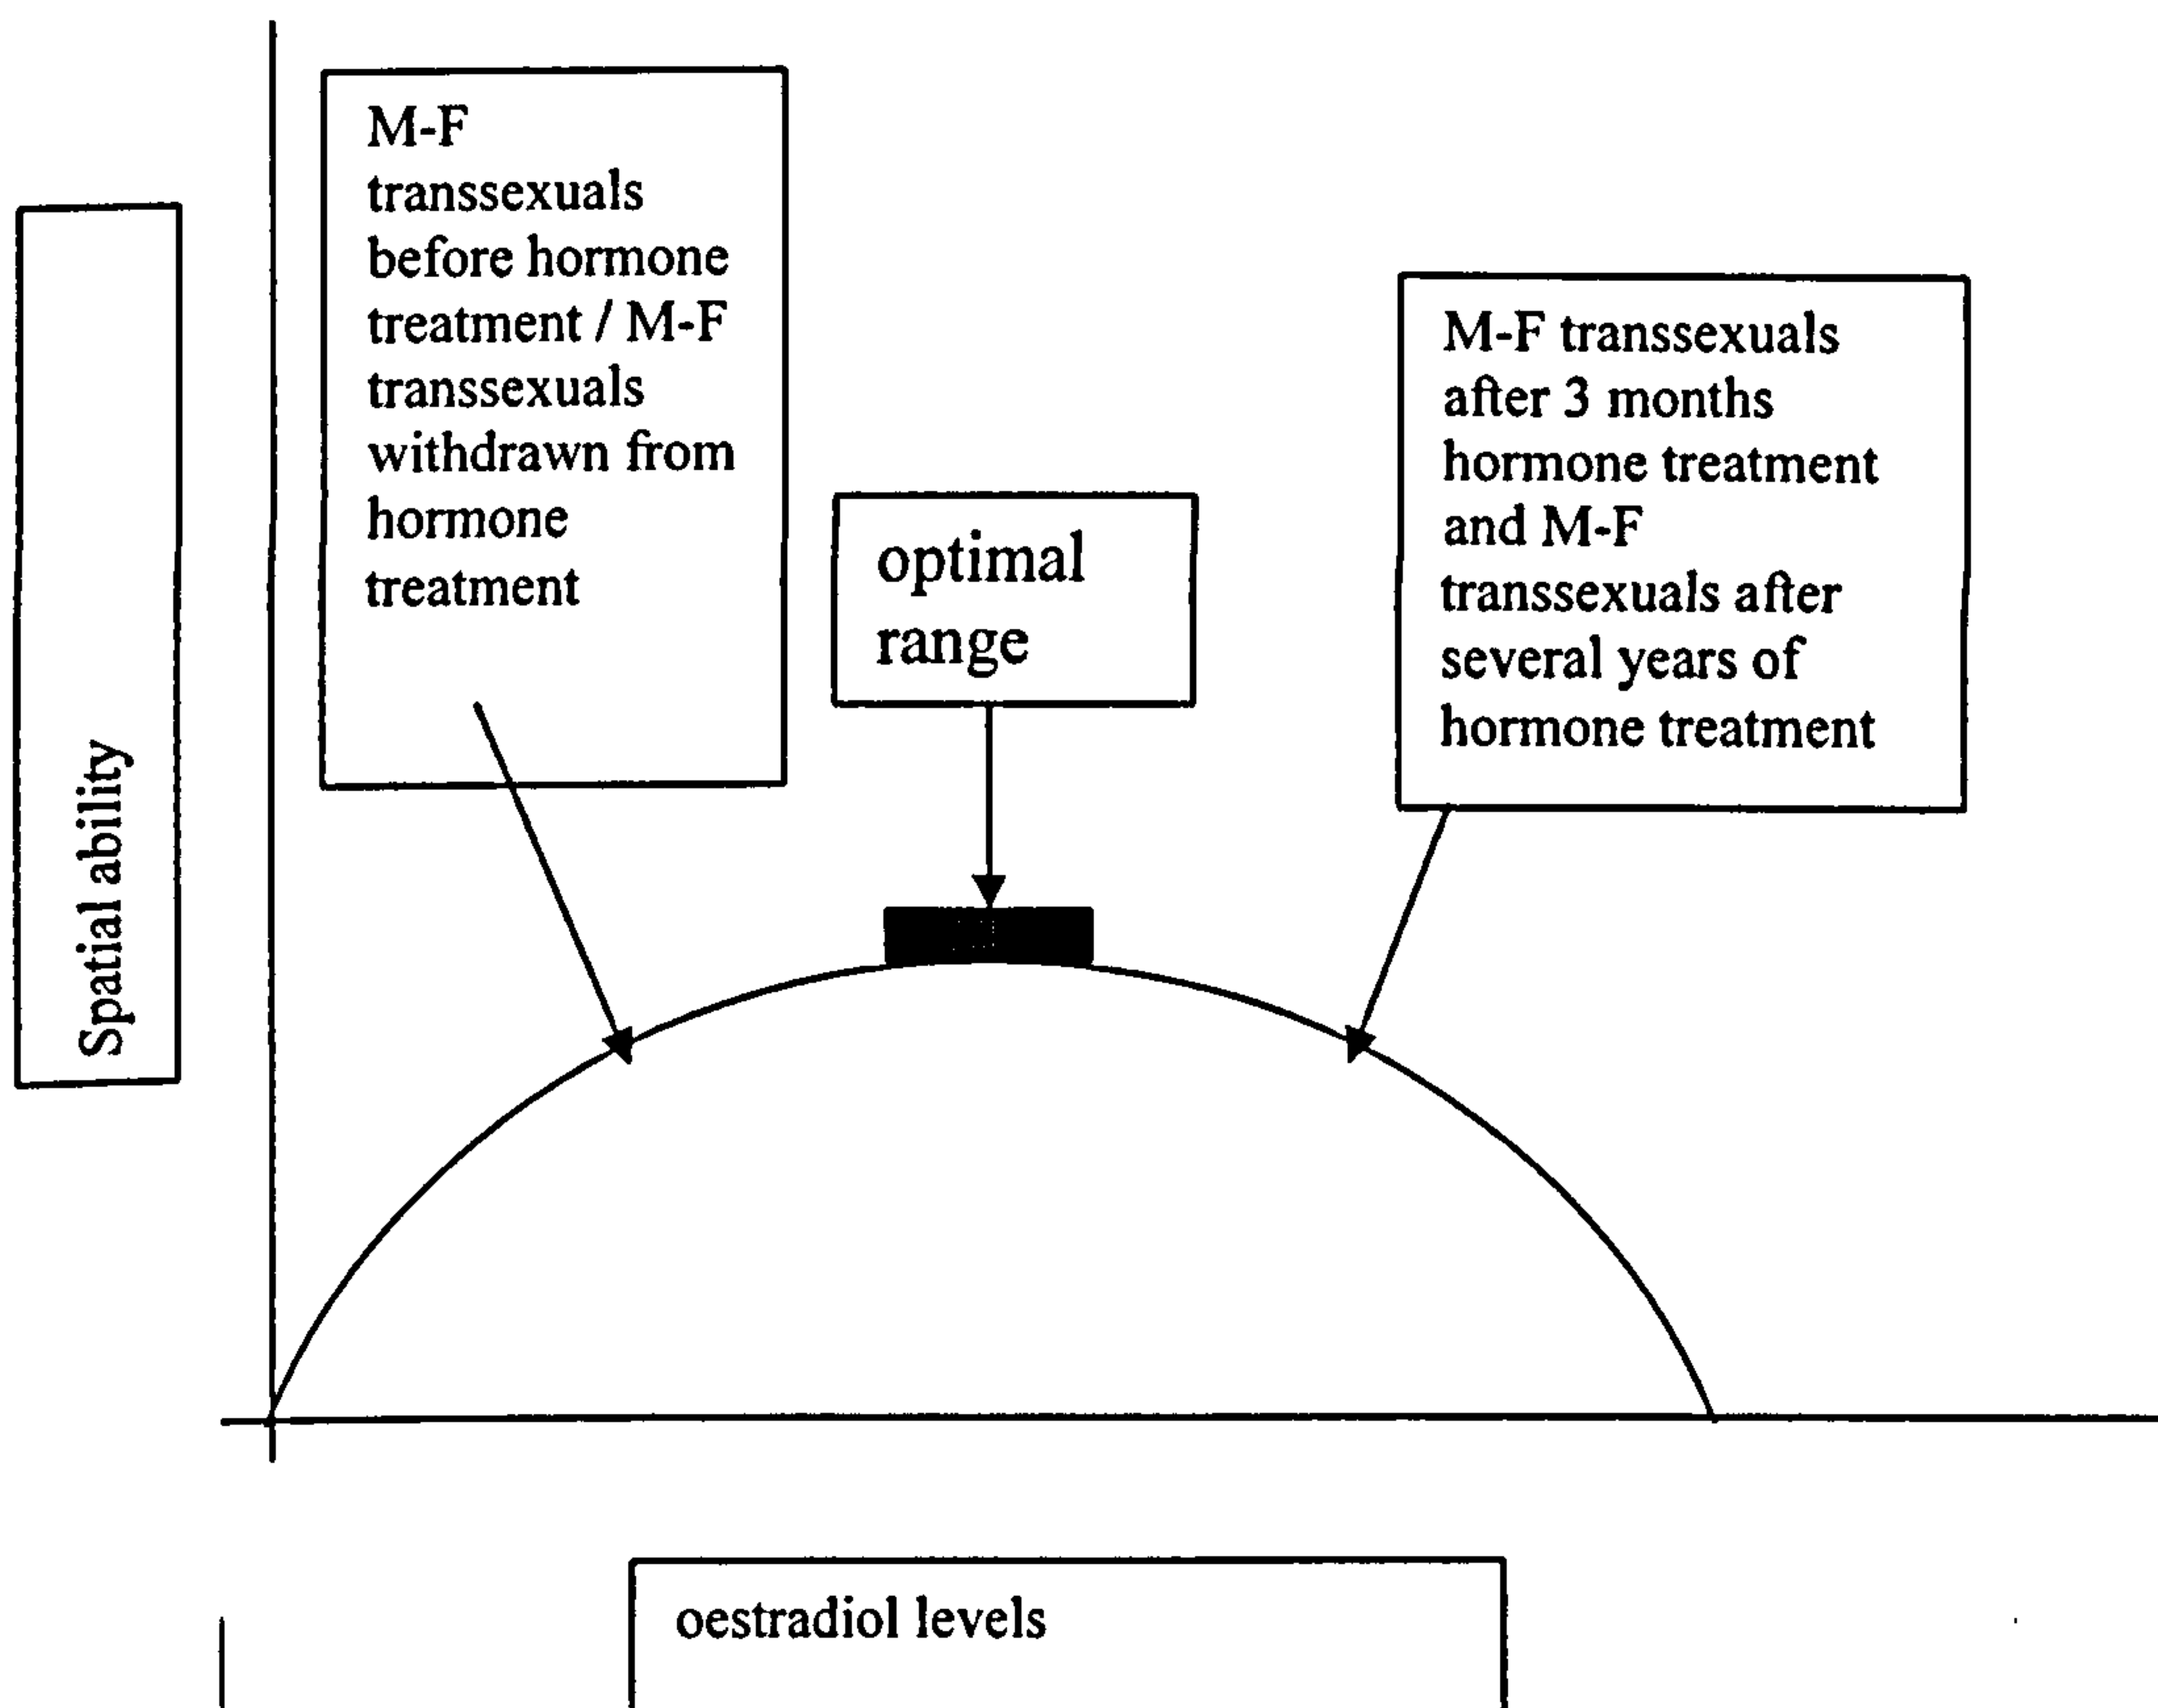 M-F
transsexuals
before hormone
treatment / M-F
transsexuals
withdrawn from
hormone
treatment
optimal
range
M-F transsexuals
after 3 months
hormone treatment
and M-F
transsexuals after
several years of
hormone treatment
Spatial ability
oestradiol levels